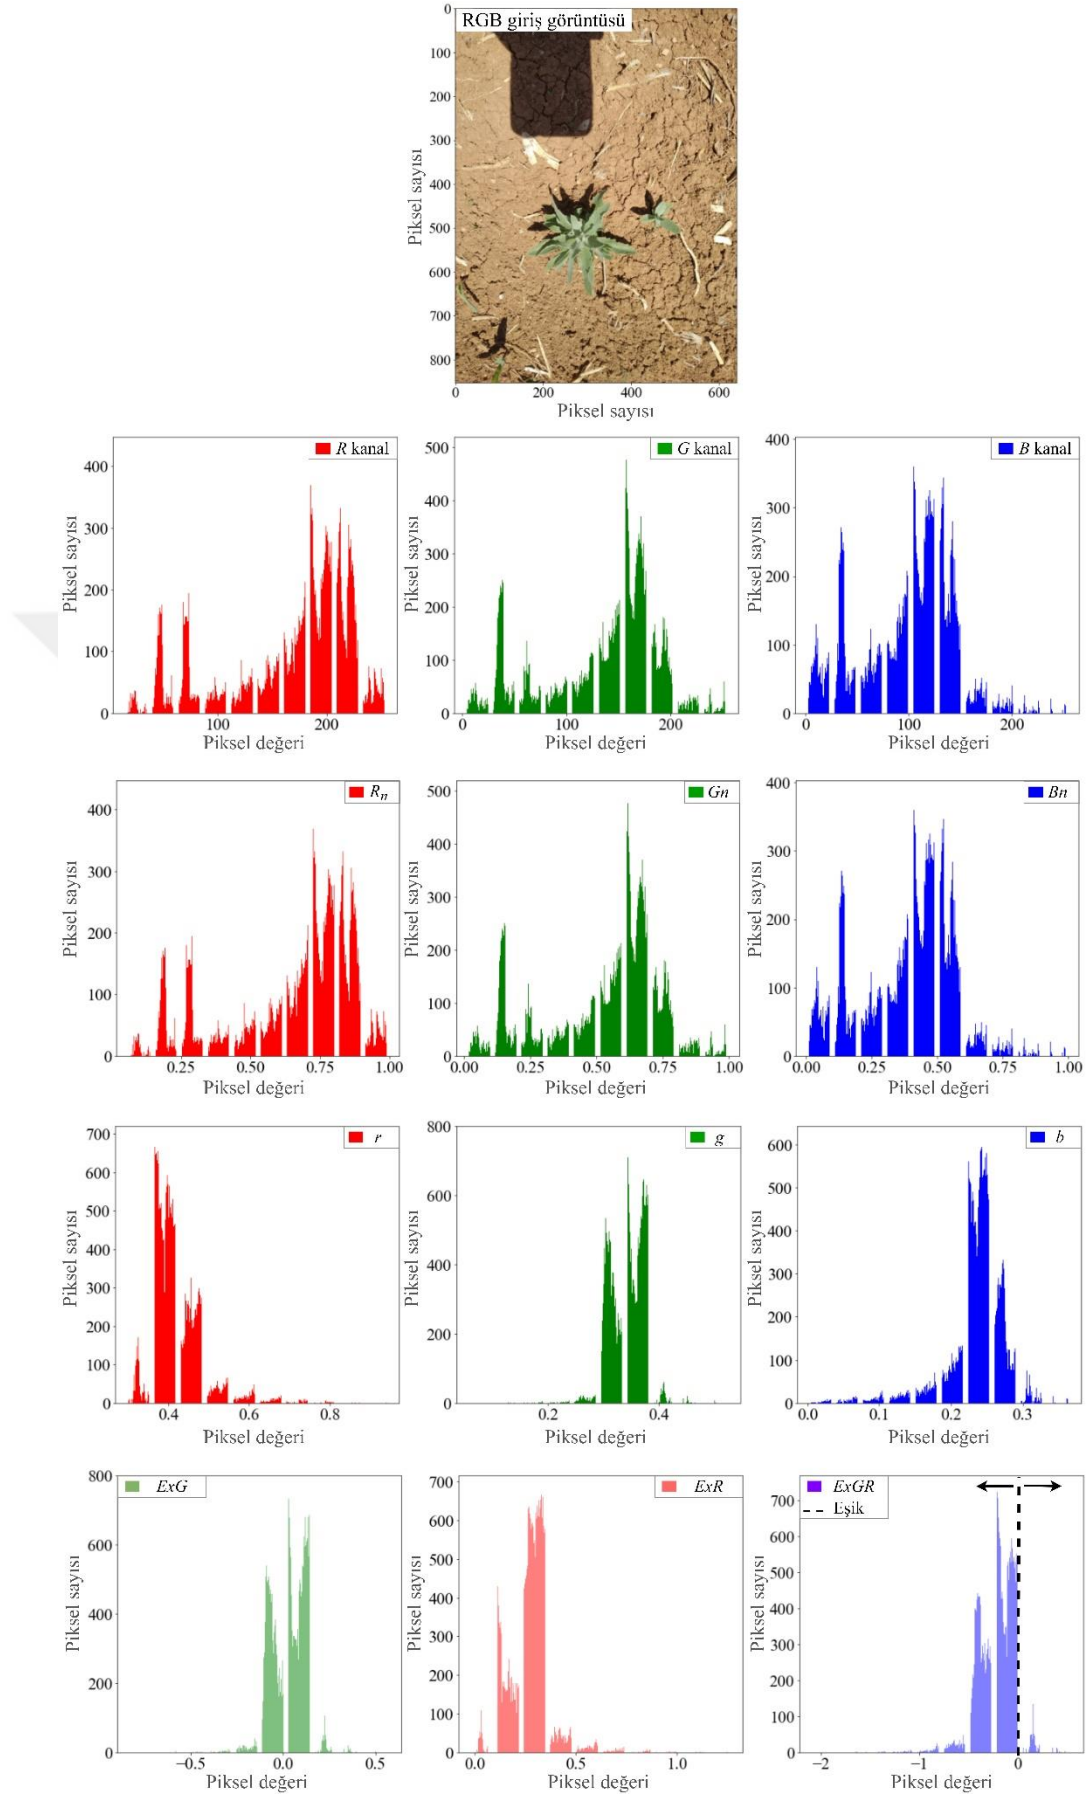 RGB giriş görüntüsü
0
100
200
300
400
500
600
700
800
Piksel sayısı
0 200 400 600
Piksel sayısı
R kanal
400
300
200
100
0
Piksel sayısı
100 200
Piksel değeri
G kanal
500
400
300
200
100
0
Piksel sayısı
0 100 200
Piksel değeri
B kanal
400
300
200
100
0
Piksel sayısı
0 100 200
Piksel değeri
Rn
400
300
200
100
0
Piksel sayısı
0.25 0.50 0.75 1.00
Piksel değeri
Gn
500
400
300
200
100
0
Piksel sayısı
0.00 0.25 0.50 0.75 1.00
Piksel değeri
Bn
400
300
200
100
0
Piksel sayısı
0.00 0.25 0.50 0.75 1.00
Piksel değeri
r
700
600
500
400
300
200
100
0
Piksel sayısı
0.4 0.6 0.8
Piksel değeri
g
800
600
400
200
0
Piksel sayısı
0.2 0.4
Piksel değeri
b
600
500
400
300
200
100
0
Piksel sayısı
0.0 0.1 0.2 0.3
Piksel değeri
ExG
800
600
400
200
0
Piksel sayısı
−0.5 0.0 0.5
Piksel değeri
ExR
700
600
500
400
300
200
100
0
Piksel sayısı
0.0 0.5 1.0
Piksel değeri
ExGR
Eşik
700
600
500
400
300
200
100
0
Piksel sayısı
−2 −1 0
Piksel değeri